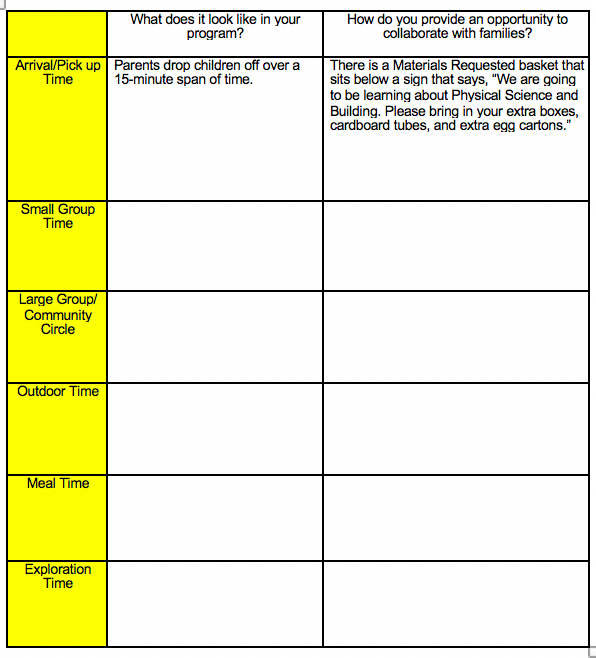 What does it look like in your
program?
How do you provide an opportunity to
collaborate with families?
Arrival/Pick up
Time
Parents drop children off over a
15-minute span of time.
There is a Materials Requested basket that
sits below a sign that says, “We are going
to be learning about Physical Science and
Building. Please bring in your extra boxes,
cardboard tubes, and extra egg cartons.”
Small Group
Time
Large Group/
Community
Circle
Outdoor Time
Meal Time
Exploration
Time